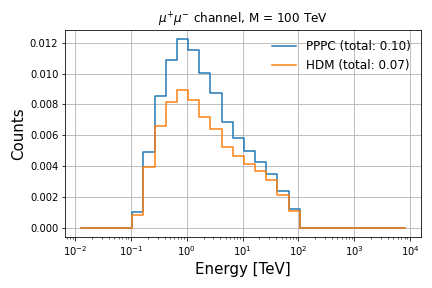 μ⁺μ⁻ channel, M = 100 TeV
PPPC (total: 0.10)
HDM (total: 0.07)
Counts
0.012
0.010
0.008
0.006
0.004
0.002
0.000
10⁻² 10⁻¹ 10⁰ 10¹ 10² 10³ 10⁴
Energy [TeV]